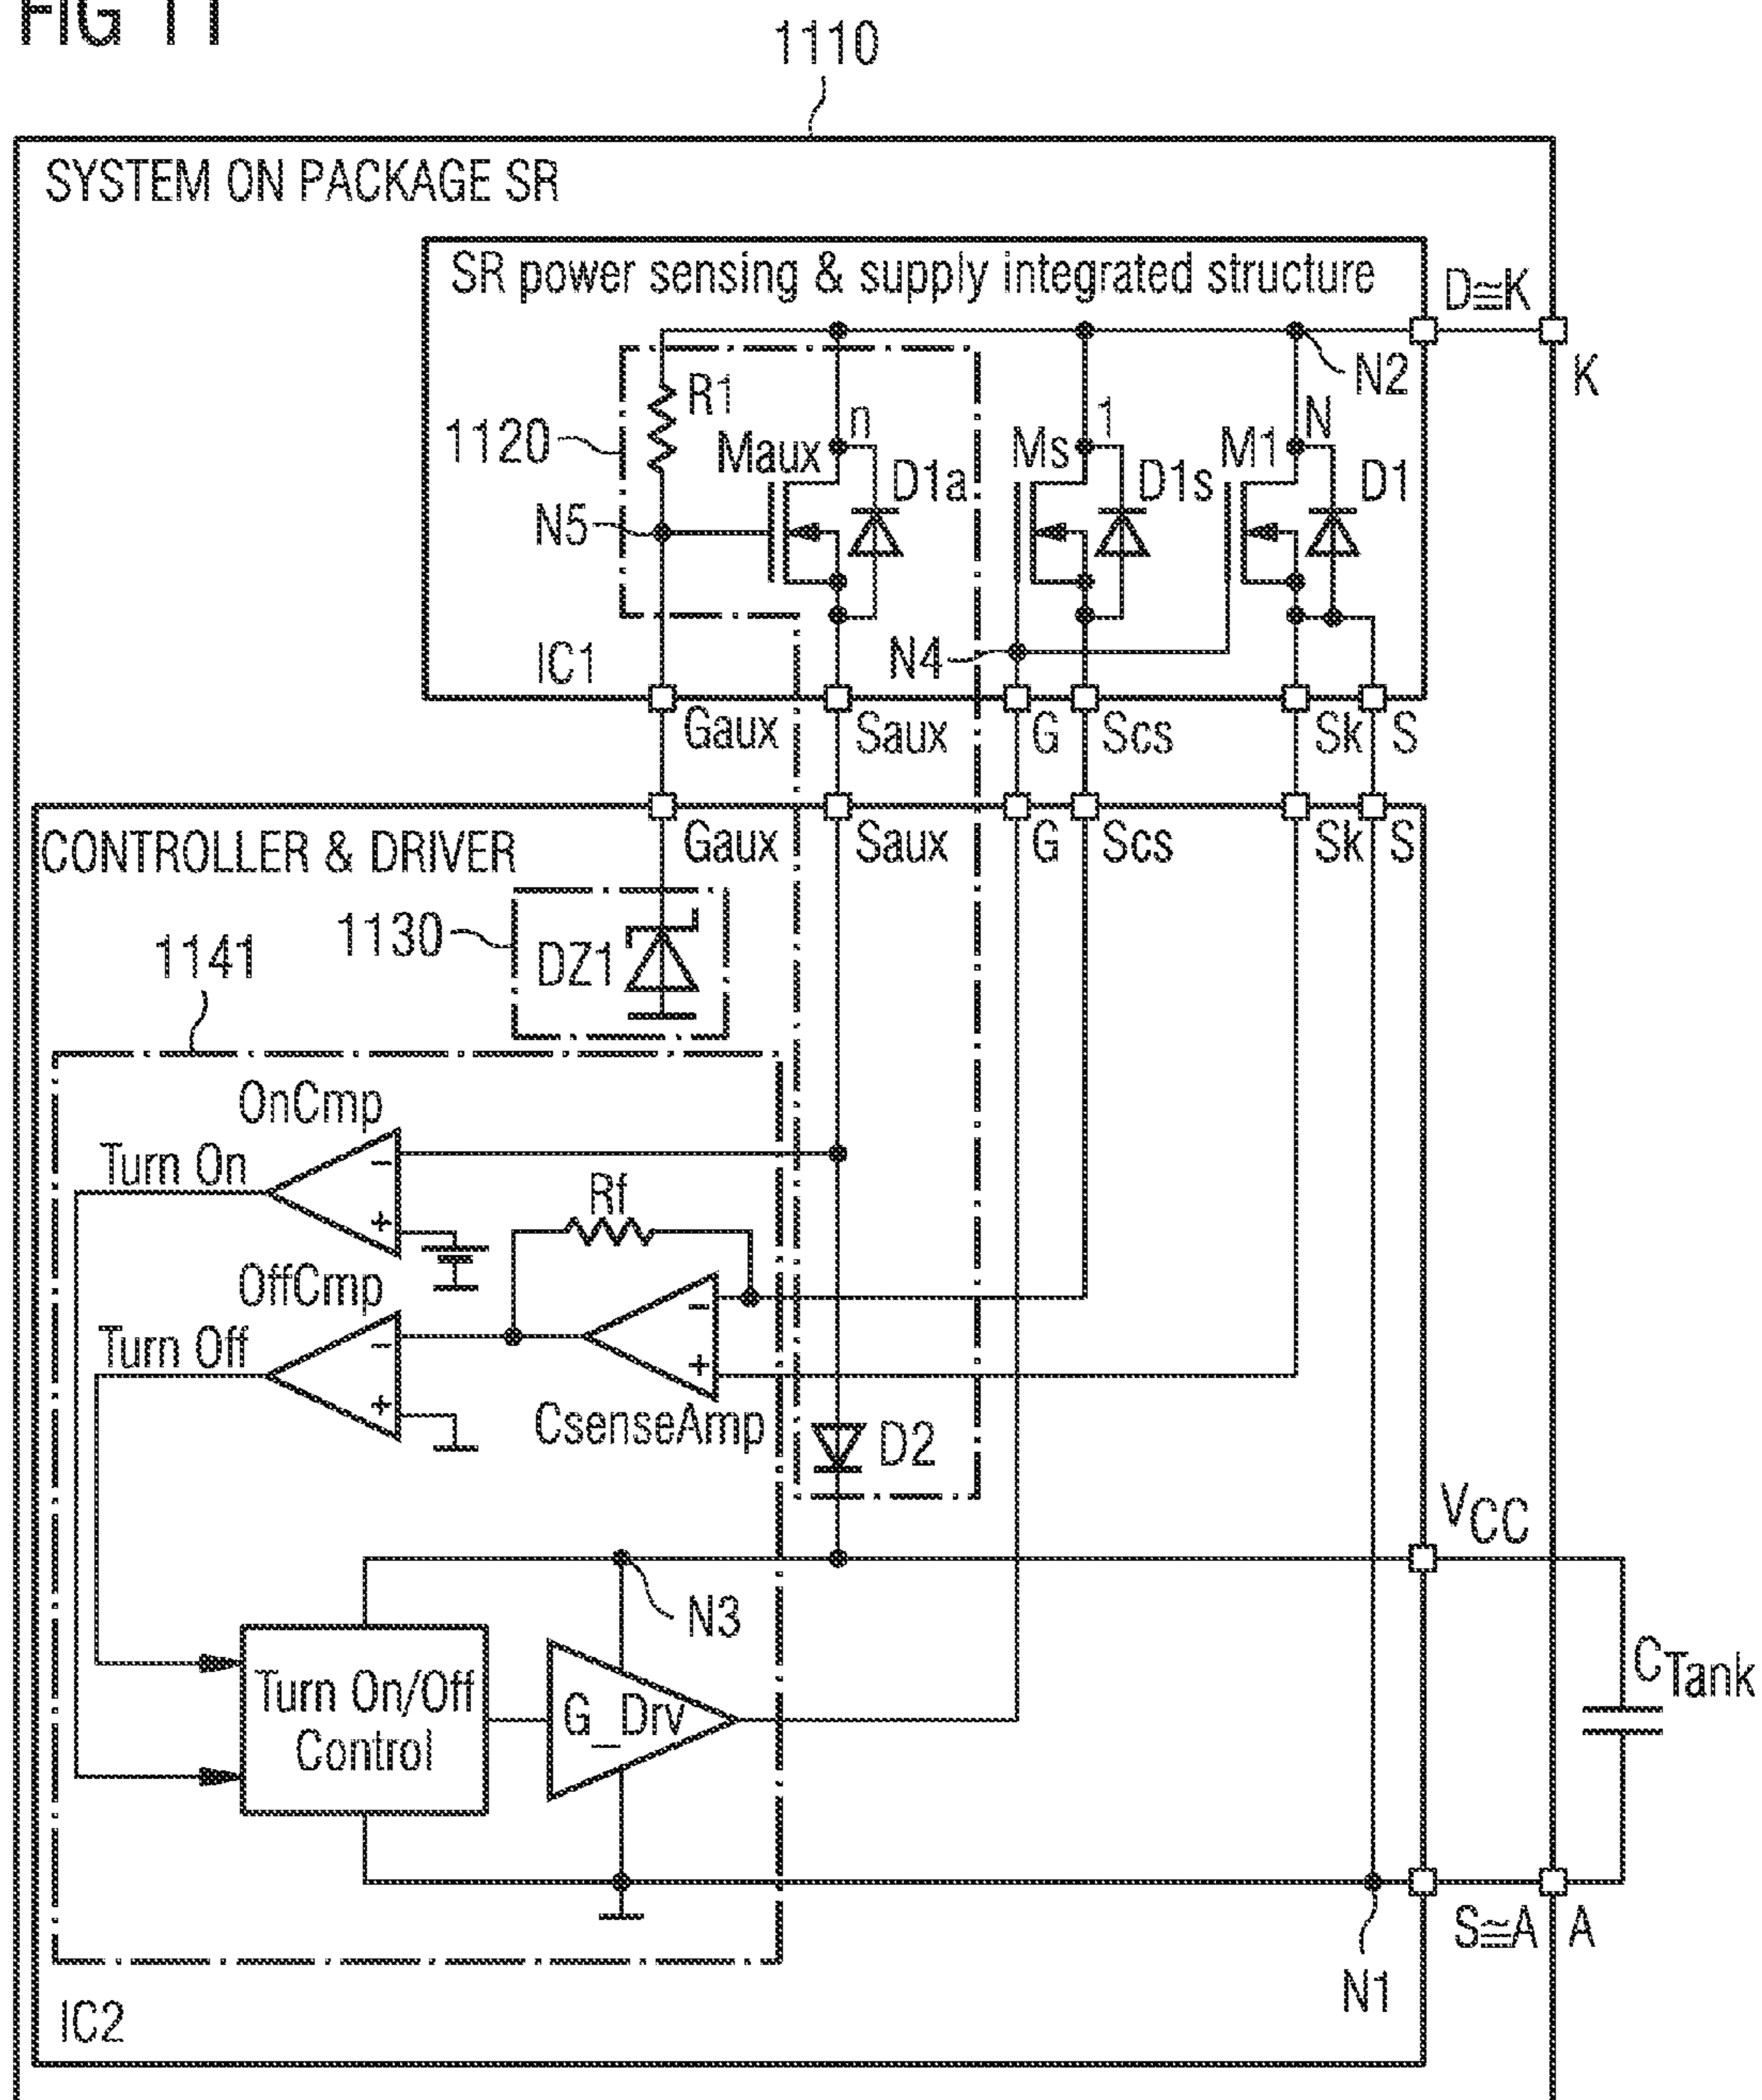 FIG 11
1110
SYSTEM ON PACKAGE SR
SR power sensing & supply integrated structure
D≅K
K
N2
R1
n
1
N
1120
Maux
D1a
Ms
D1s
M1
D1
N5
N4
IC1
Gaux
Saux
G
Scs
Sk
S
CONTROLLER & DRIVER
Gaux
Saux
G
Scs
Sk
S
1130
DZ1
1141
OnCmp
Turn On
−
+
Rf
OffCmp
Turn Off
−
+
−
+
CsenseAmp
D2
VCC
N3
Turn On/Off
Control
G_Drv
CTank
S≅A
A
N1
IC2